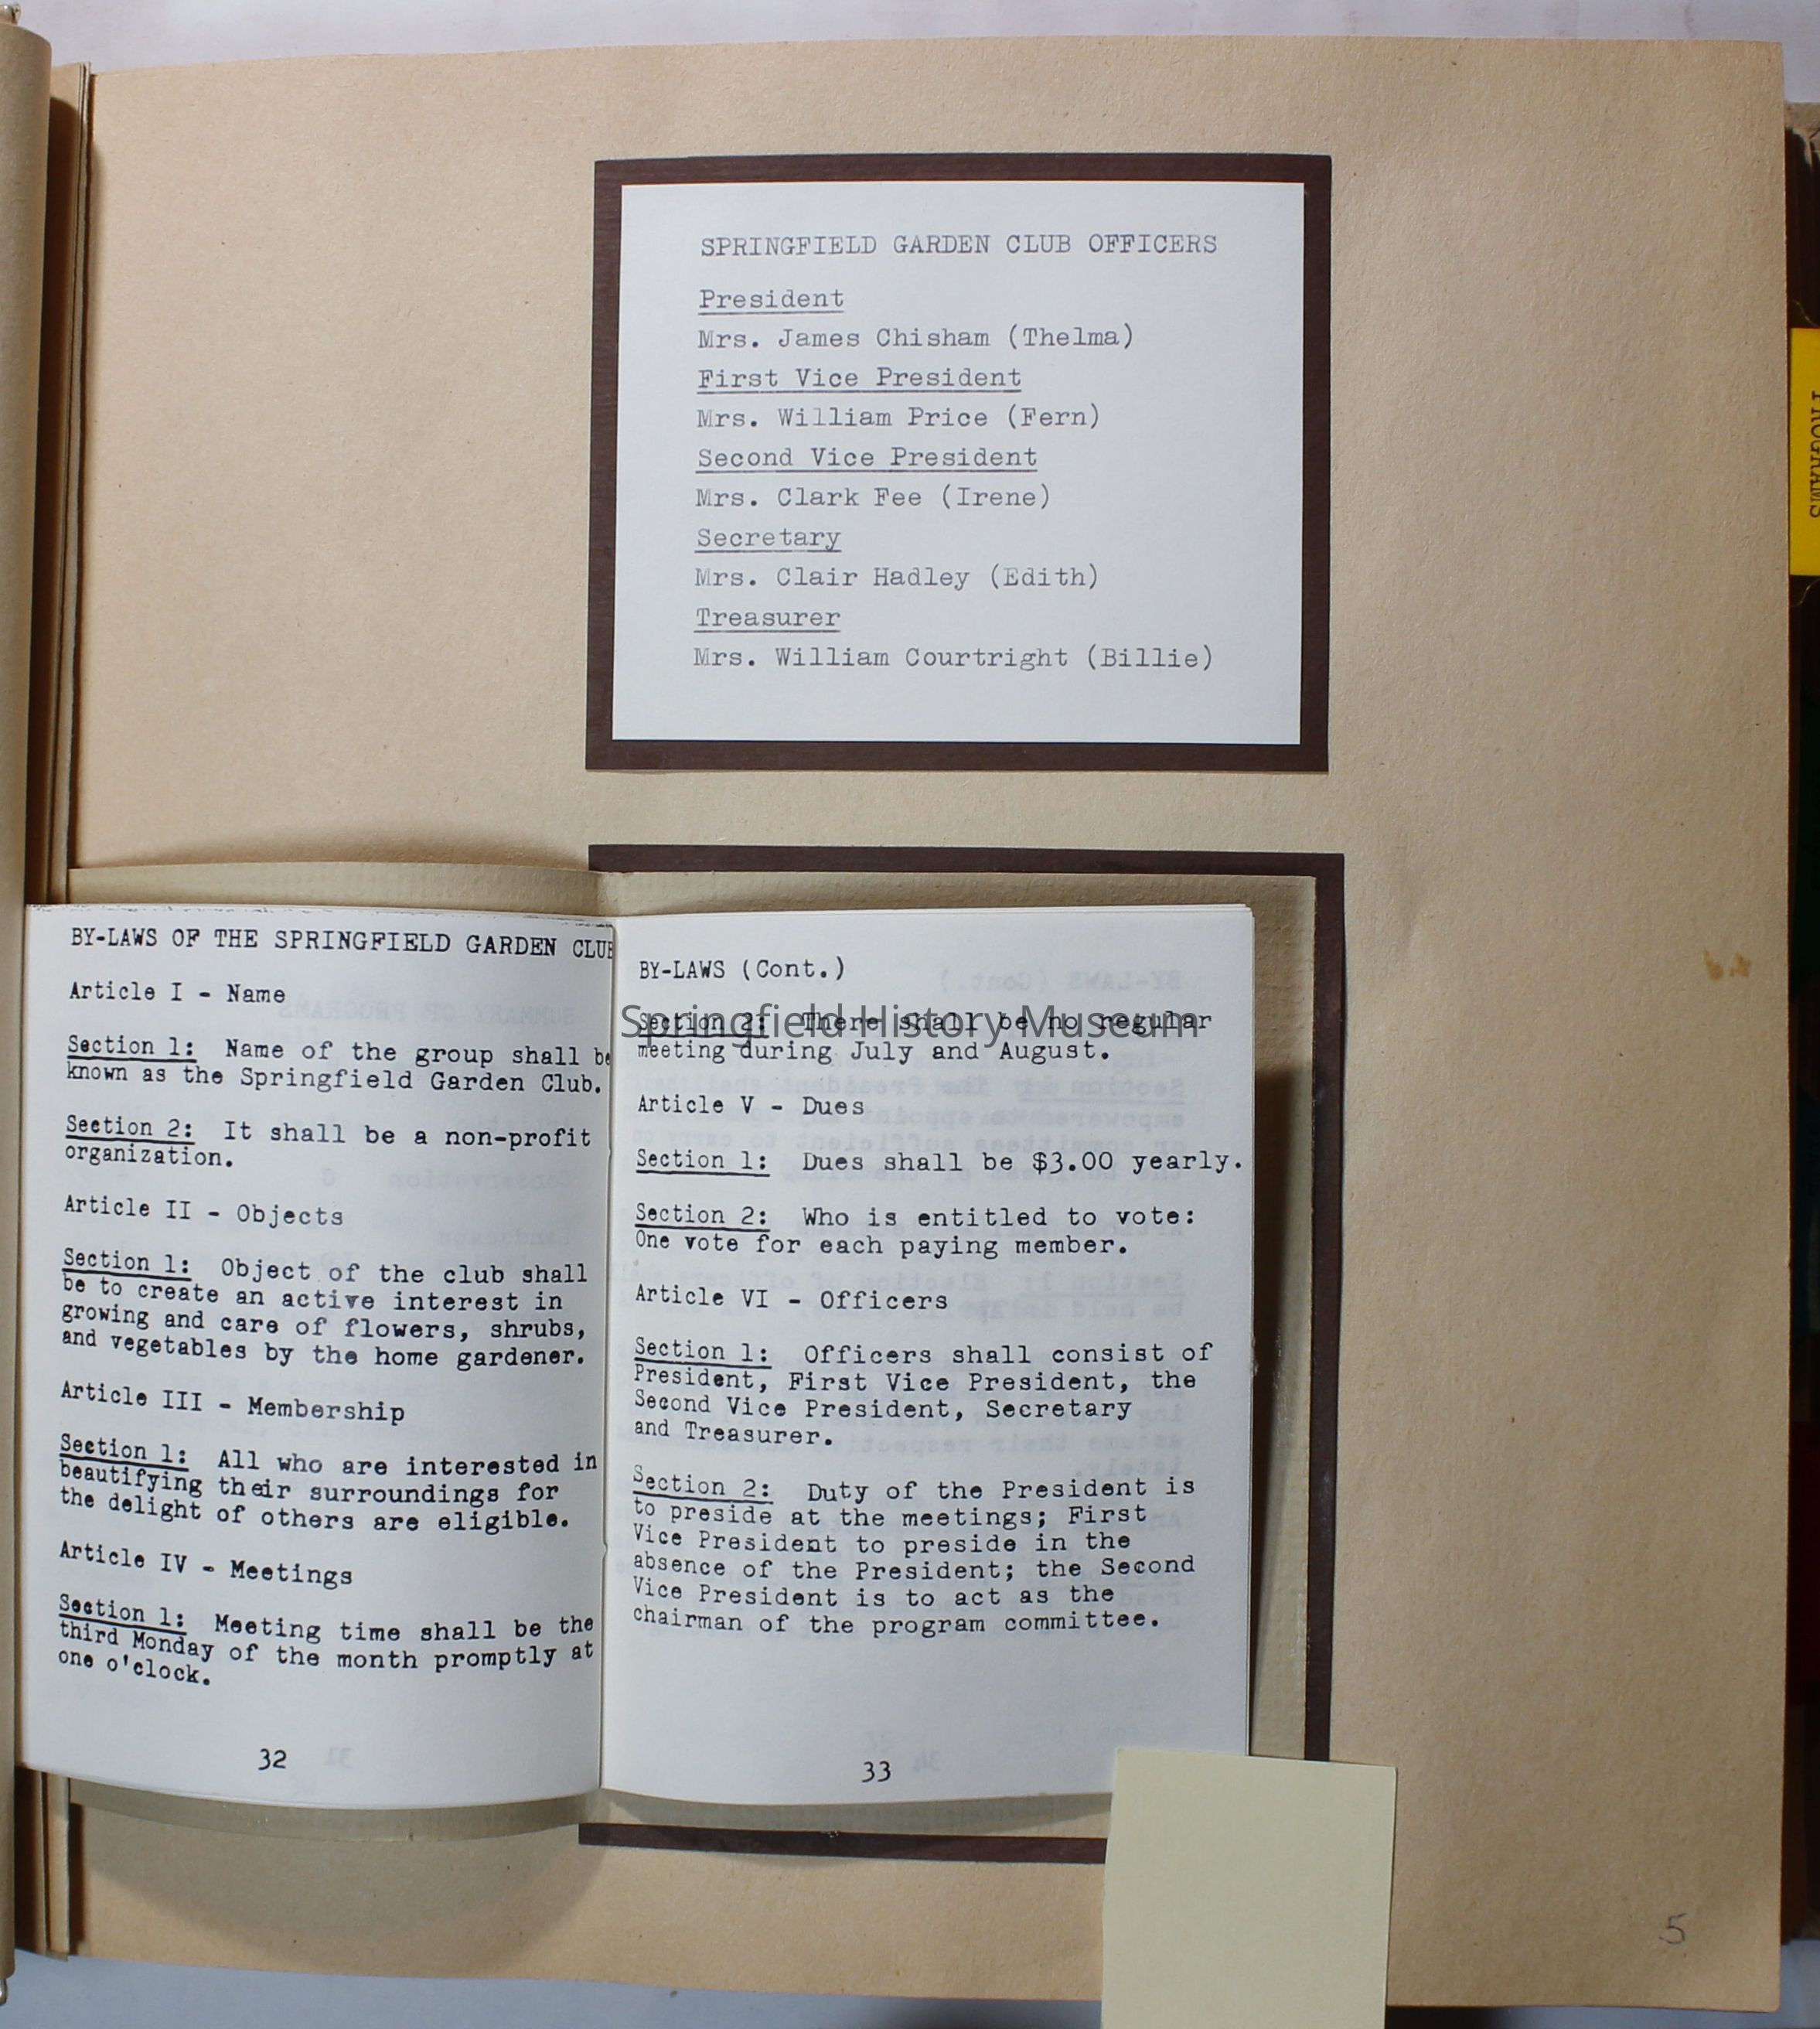 SPRINGFIELD GARDEN CLUB OFFICERS
President
Mrs. James Chisham (Thelma)
First Vice President
Mrs. William Price (Fern)
Second Vice President
Mrs. Clark Fee (Irene)
Secretary
Mrs. Clair Hadley (Edith)
Treasurer
Mrs. William Courtright (Billie)
PROGRAMS
BY-LAWS OF THE SPRINGFIELD GARDEN CLUB
Article I - Name
Section 1: Name of the group shall be
known as the Springfield Garden Club.
Section 2: It shall be a non-profit
organization.
Article II - Objects
Section 1: Object of the club shall
be to create an active interest in
growing and care of flowers, shrubs,
and vegetables by the home gardener.
Article III - Membership
Section 1: All who are interested in
beautifying their surroundings for
the delight of others are eligible.
Article IV - Meetings
Section 1: Meeting time shall be the
third Monday of the month promptly at
one o'clock.
32
BY-LAWS (Cont.)
Section 2: There shall be no regular
meeting during July and August.
Article V - Dues
Section 1: Dues shall be $3.00 yearly.
Section 2: Who is entitled to vote:
One vote for each paying member.
Article VI - Officers
Section 1: Officers shall consist of
President, First Vice President, the
Second Vice President, Secretary
and Treasurer.
Section 2: Duty of the President is
to preside at the meetings; First
Vice President to preside in the
absence of the President; the Second
Vice President is to act as the
chairman of the program committee.
33
Springfield History Museum
5